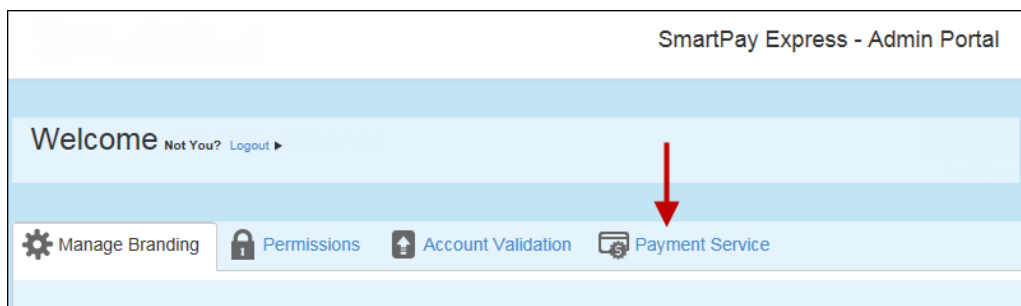 SmartPay Express - Admin Portal
Welcome Not You? Logout
Manage Branding Permissions Account Validation Payment Service